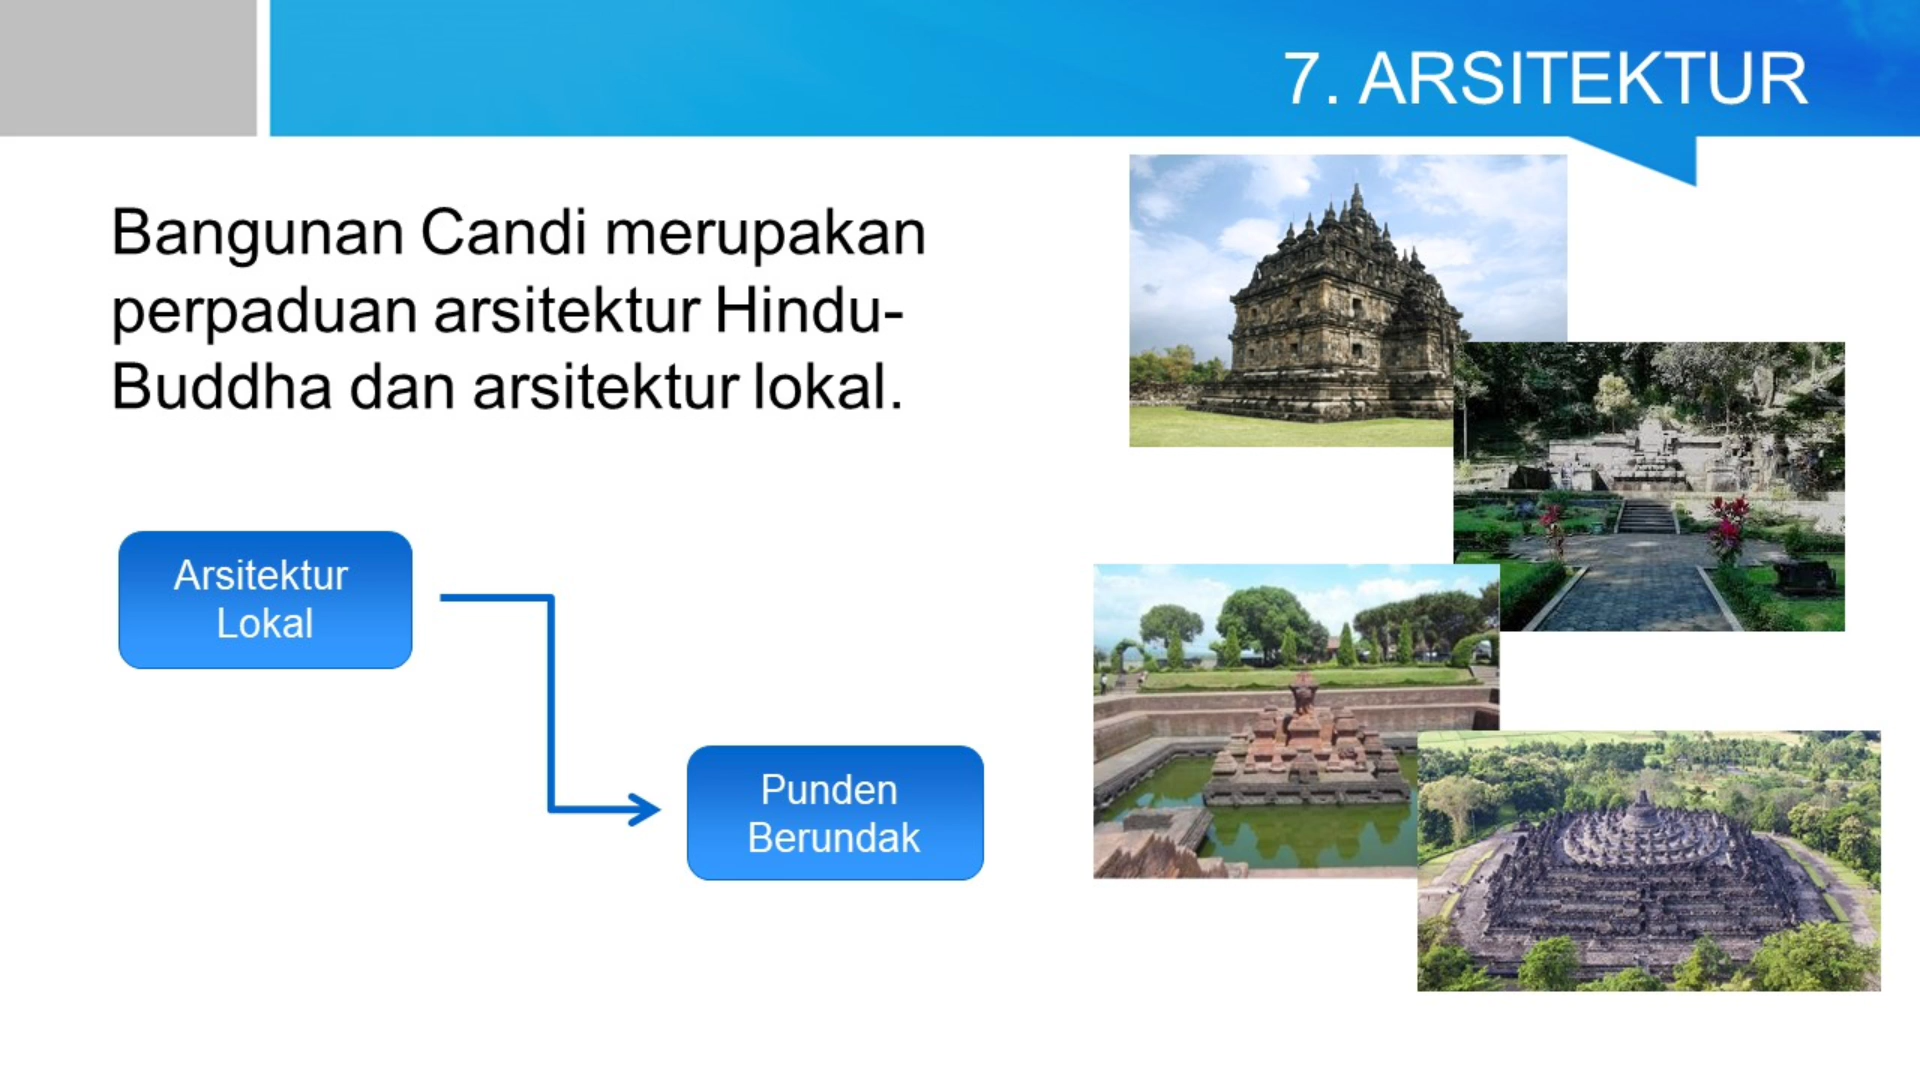 7. ARSITEKTUR
Bangunan Candi merupakan
perpaduan arsitektur Hindu-
Buddha dan arsitektur lokal.
Arsitektur
Lokal
Punden
Berundak